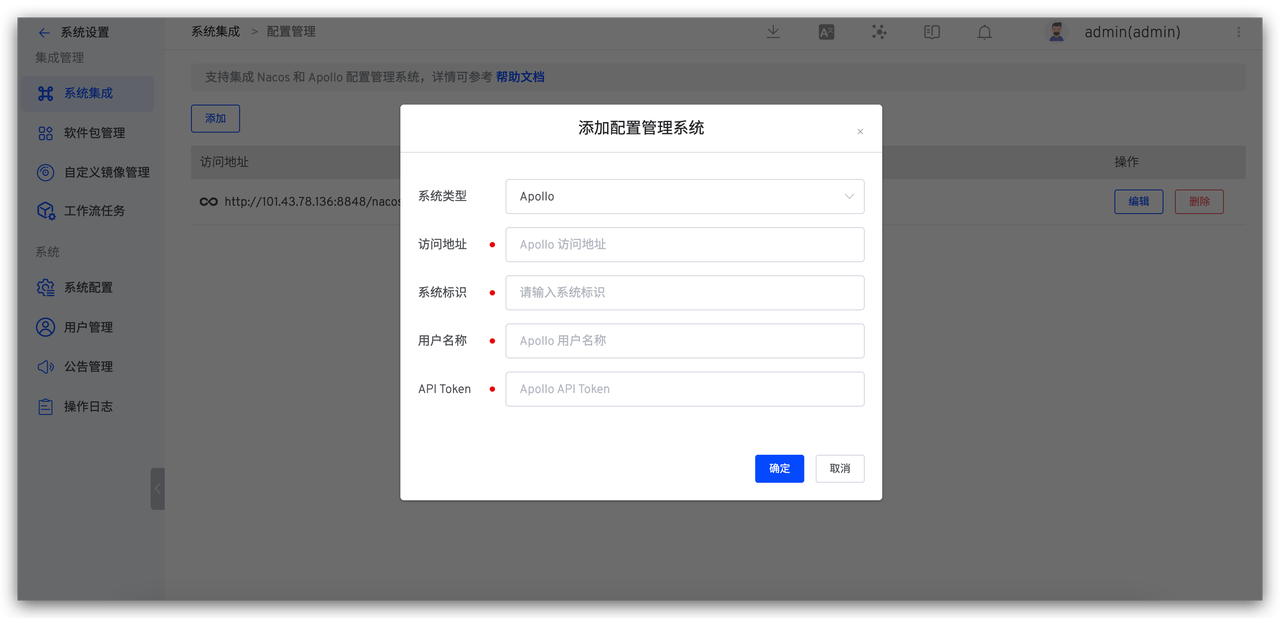 系统设置
集成管理
系统集成
软件包管理
自定义镜像管理
工作流任务
系统
系统配置
用户管理
公告管理
操作日志
系统集成 > 配置管理
admin(admin)
支持集成 Nacos 和 Apollo 配置管理系统，详情可参考 帮助文档
添加
访问地址
操作
http://101.43.78.136:8848/nacos
编辑
删除
添加配置管理系统
×
系统类型
Apollo
访问地址
Apollo 访问地址
系统标识
请输入系统标识
用户名称
Apollo 用户名称
API Token
Apollo API Token
确定
取消